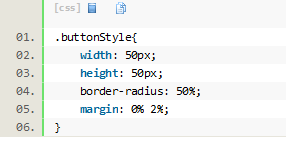 [css]
01. .buttonStyle{
02. width: 50px;
03. height: 50px;
04. border-radius: 50%;
05. margin: 0% 2%;
06. }